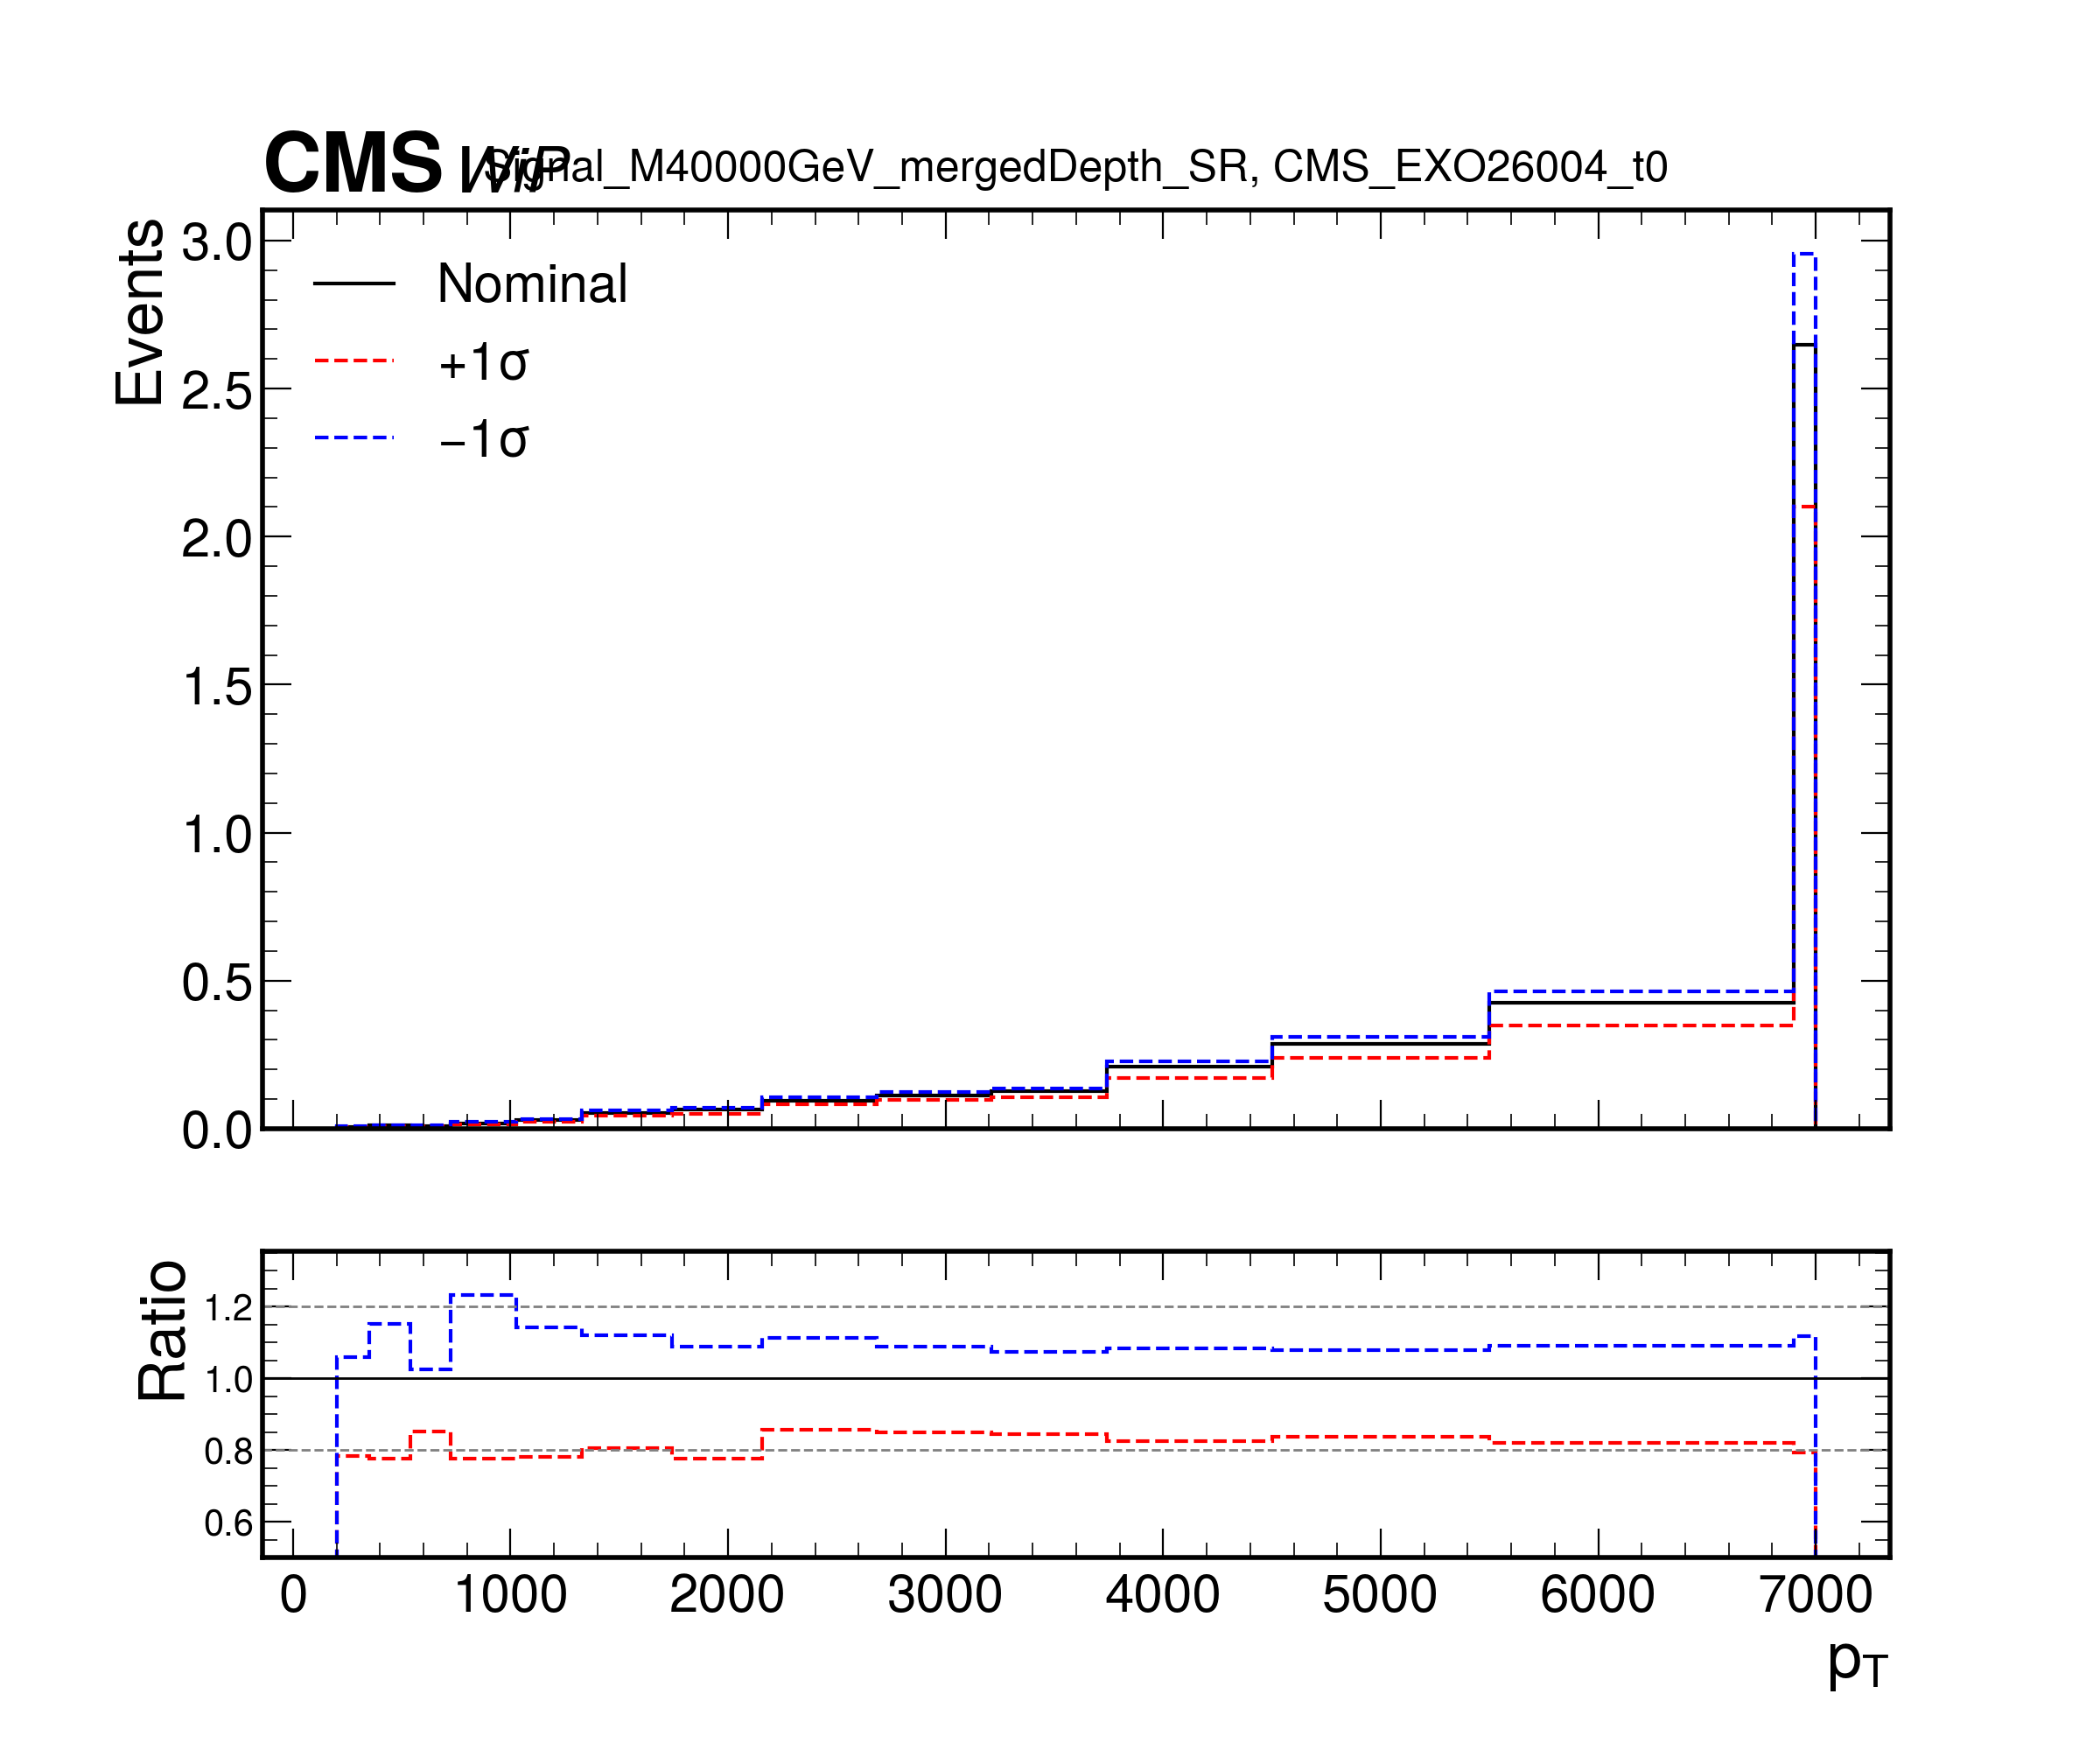 CMS WiP Signal_M40000GeV_mergedDepth_SR, CMS_EXO26004_t0
Events
3.0
2.5
2.0
1.5
1.0
0.5
0.0
Nominal
+1σ
−1σ
Ratio
1.2
1.0
0.8
0.6
0 1000 2000 3000 4000 5000 6000 7000
pT